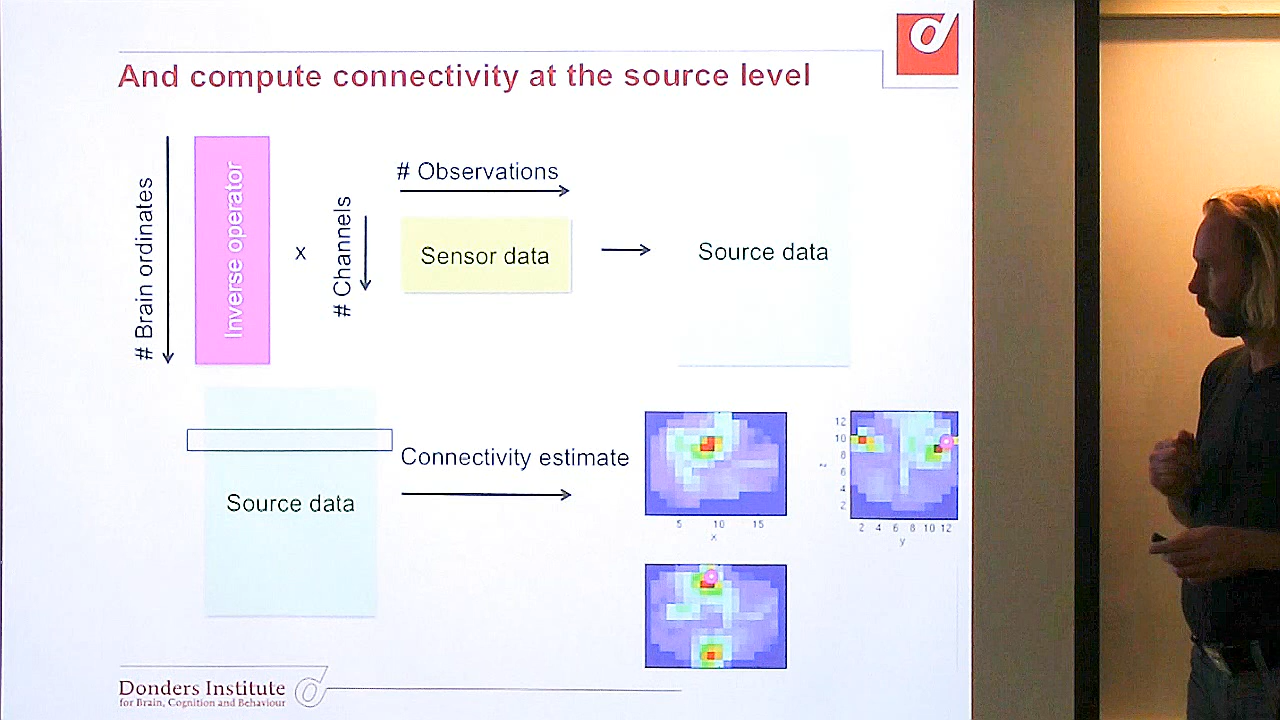 And compute connectivity at the source level
# Brain ordinates
Inverse operator
x
# Channels
# Observations
Sensor data
Source data
Source data
Connectivity estimate
5 10 15
x
12
10
8
6
4
2
z
2 4 6 8 10 12
y
Donders Institute
for Brain, Cognition and Behaviour